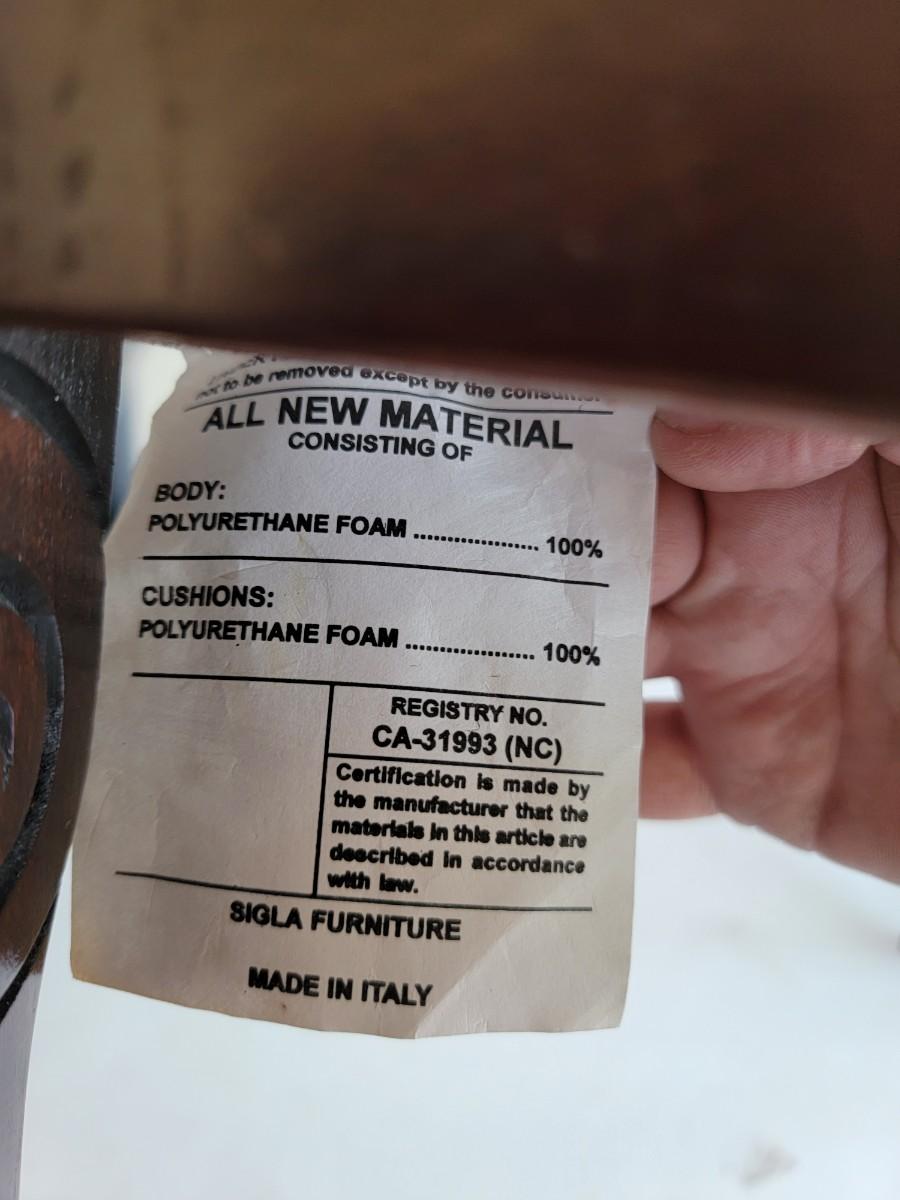 not to be removed except by the consumer
ALL NEW MATERIAL
CONSISTING OF
BODY:
POLYURETHANE FOAM ................... 100%
CUSHIONS:
POLYURETHANE FOAM ................... 100%
REGISTRY NO.
CA-31993 (NC)
Certification is made by
the manufacturer that the
materials in this article are
described in accordance
with law.
SIGLA FURNITURE
MADE IN ITALY